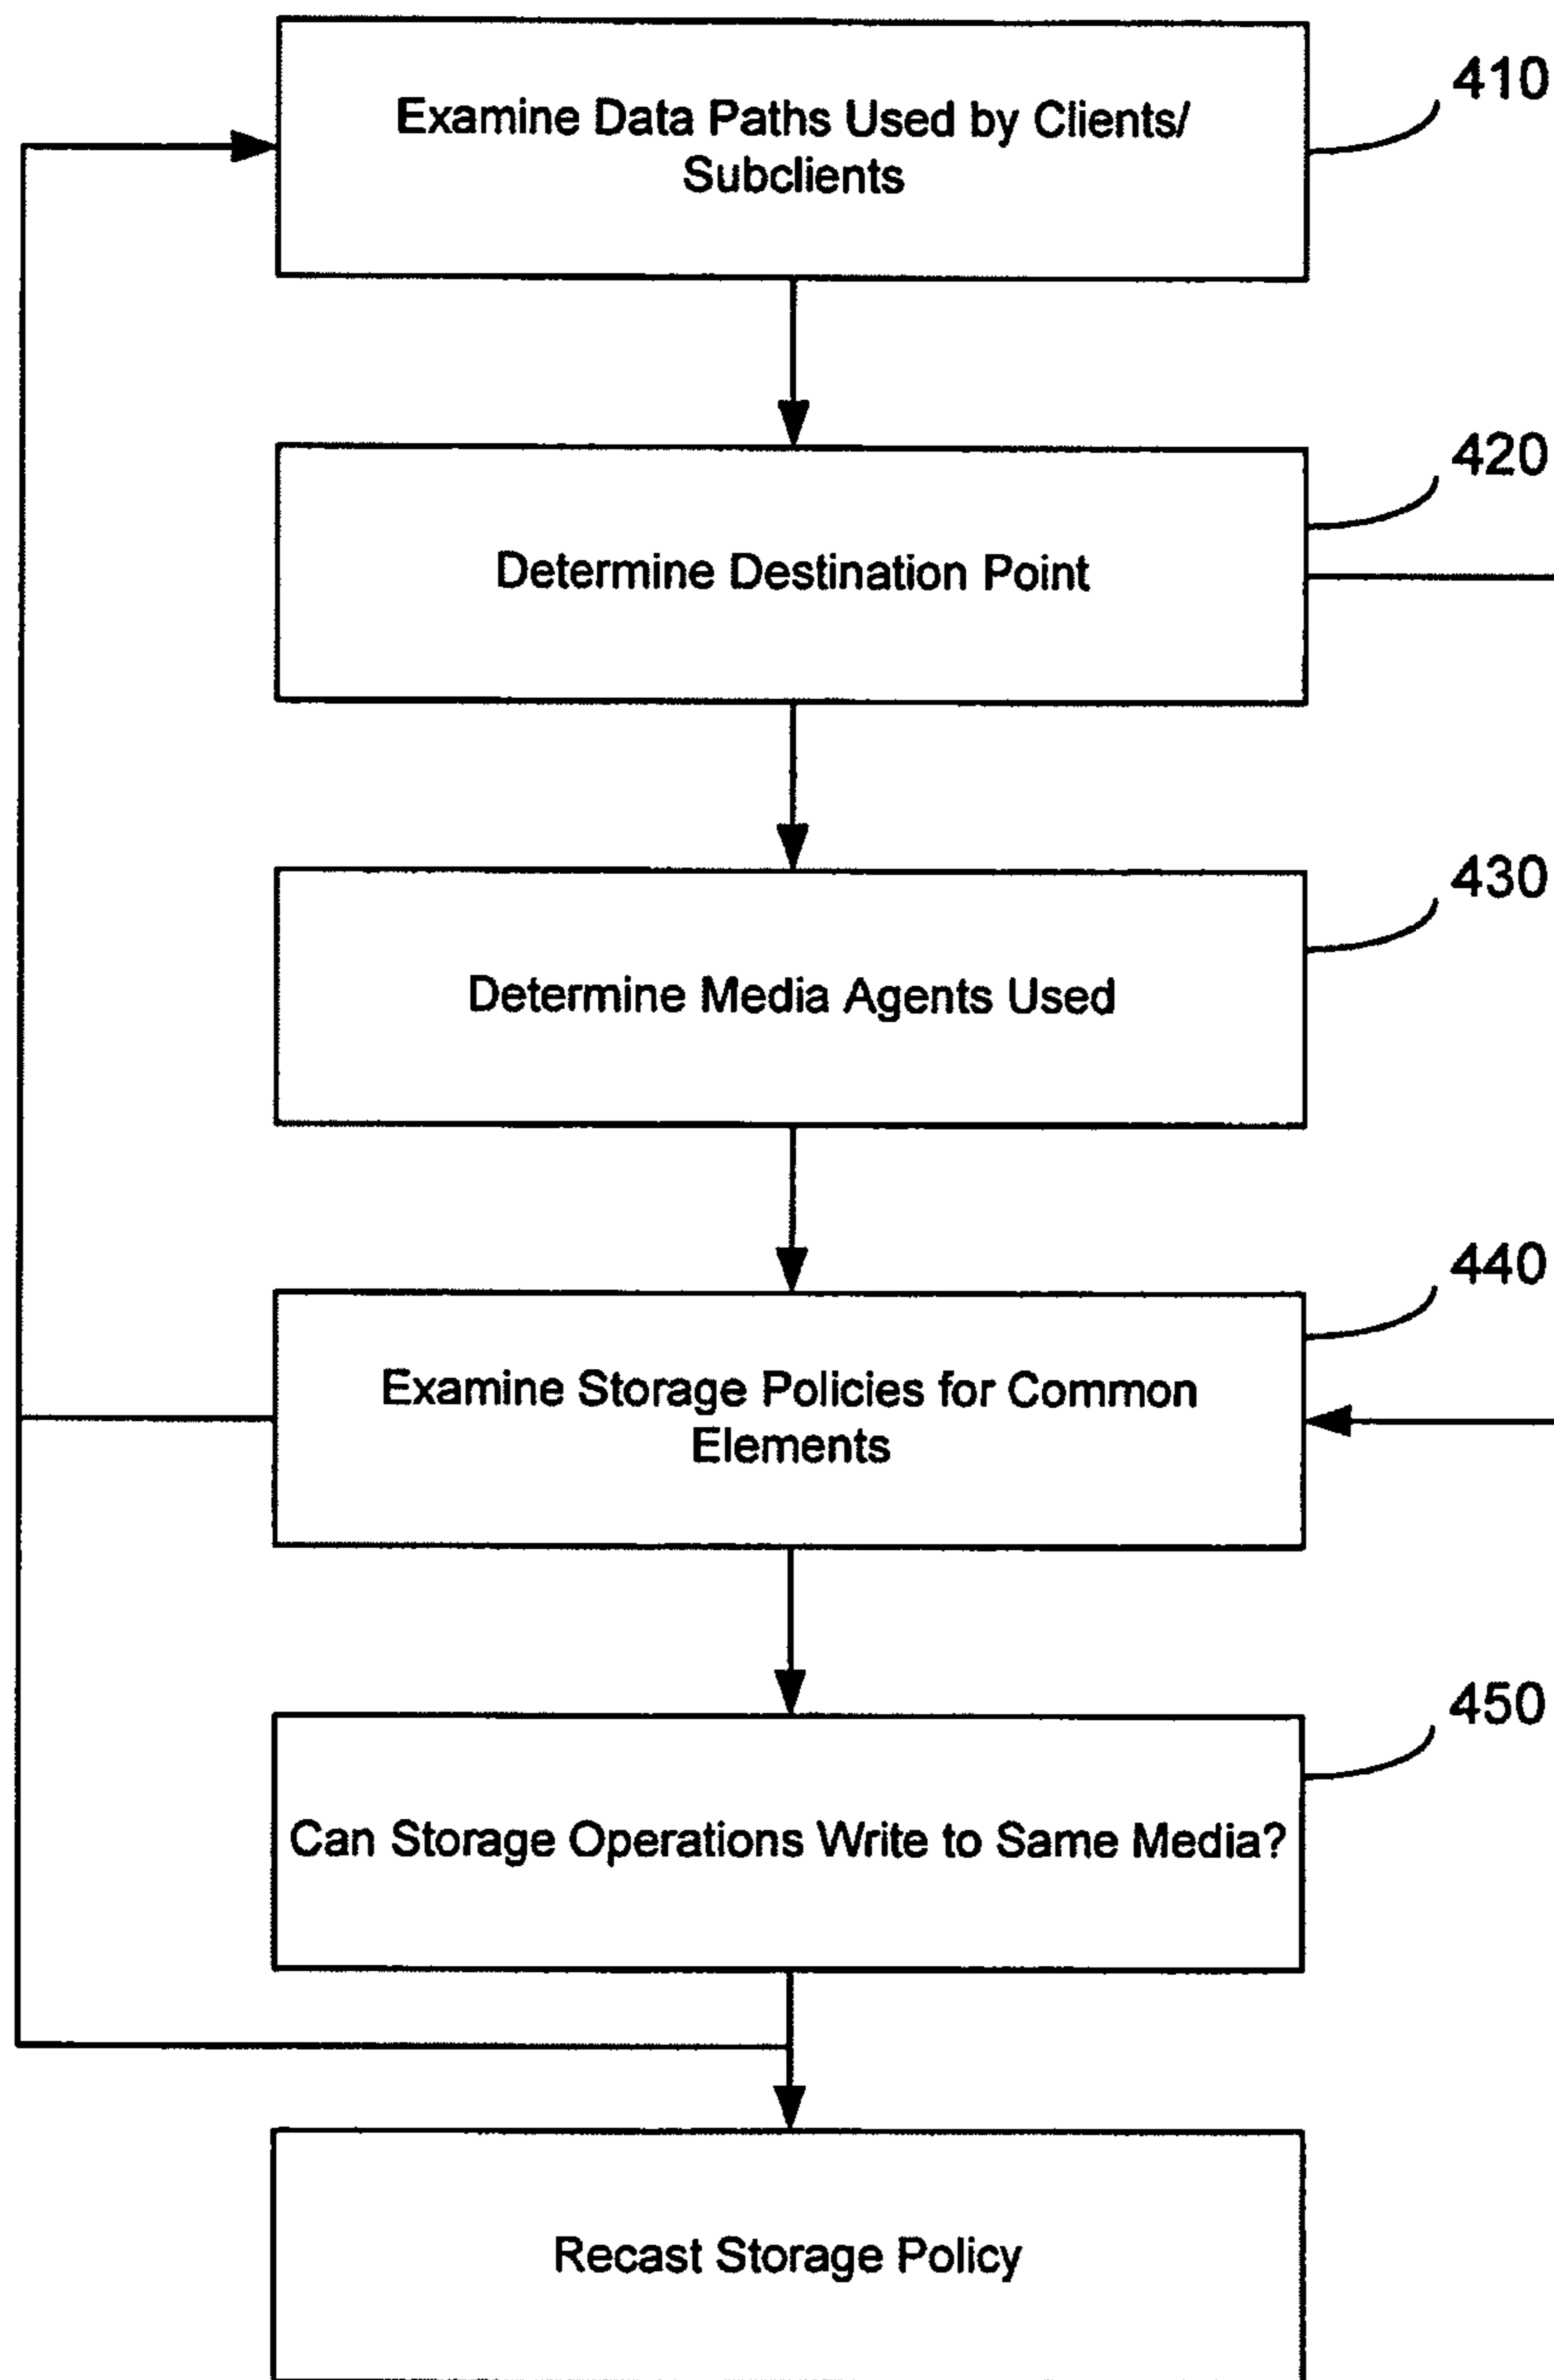 410
Examine Data Paths Used by Clients/
Subclients
420
Determine Destination Point
430
Determine Media Agents Used
440
Examine Storage Policies for Common
Elements
450
Can Storage Operations Write to Same Media?
Recast Storage Policy